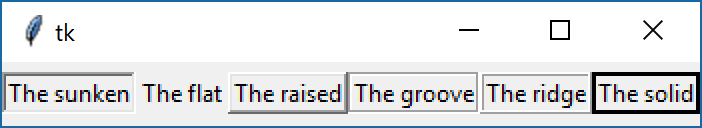 tk
The sunken The flat The raised The groove The ridge The solid